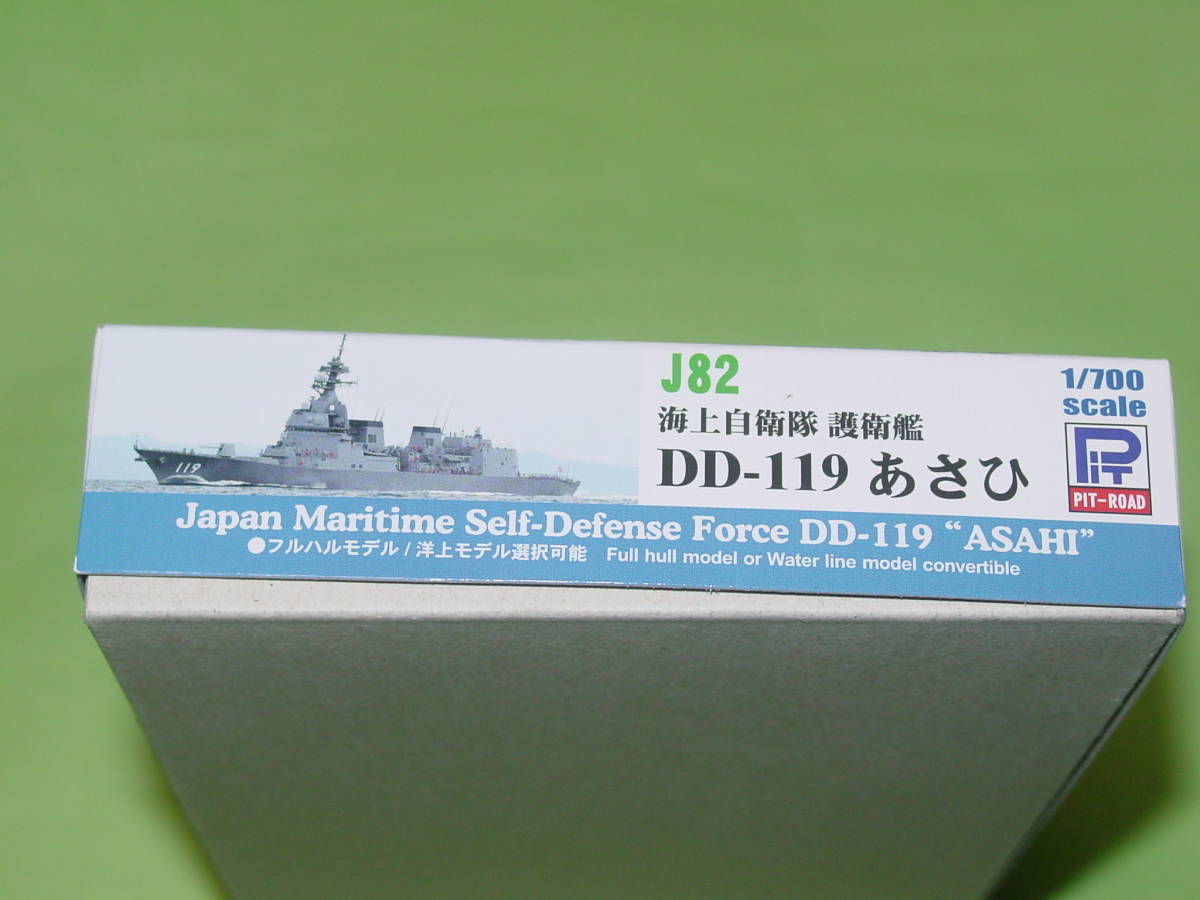 J82
海上自衛隊 護衛艦
DD-119 あさひ
1/700
scale
PiT
PIT-ROAD
119
Japan Maritime Self-Defense Force DD-119 “ASAHI”
●フルハルモデル / 洋上モデル選択可能 Full hull model or Water line model convertible